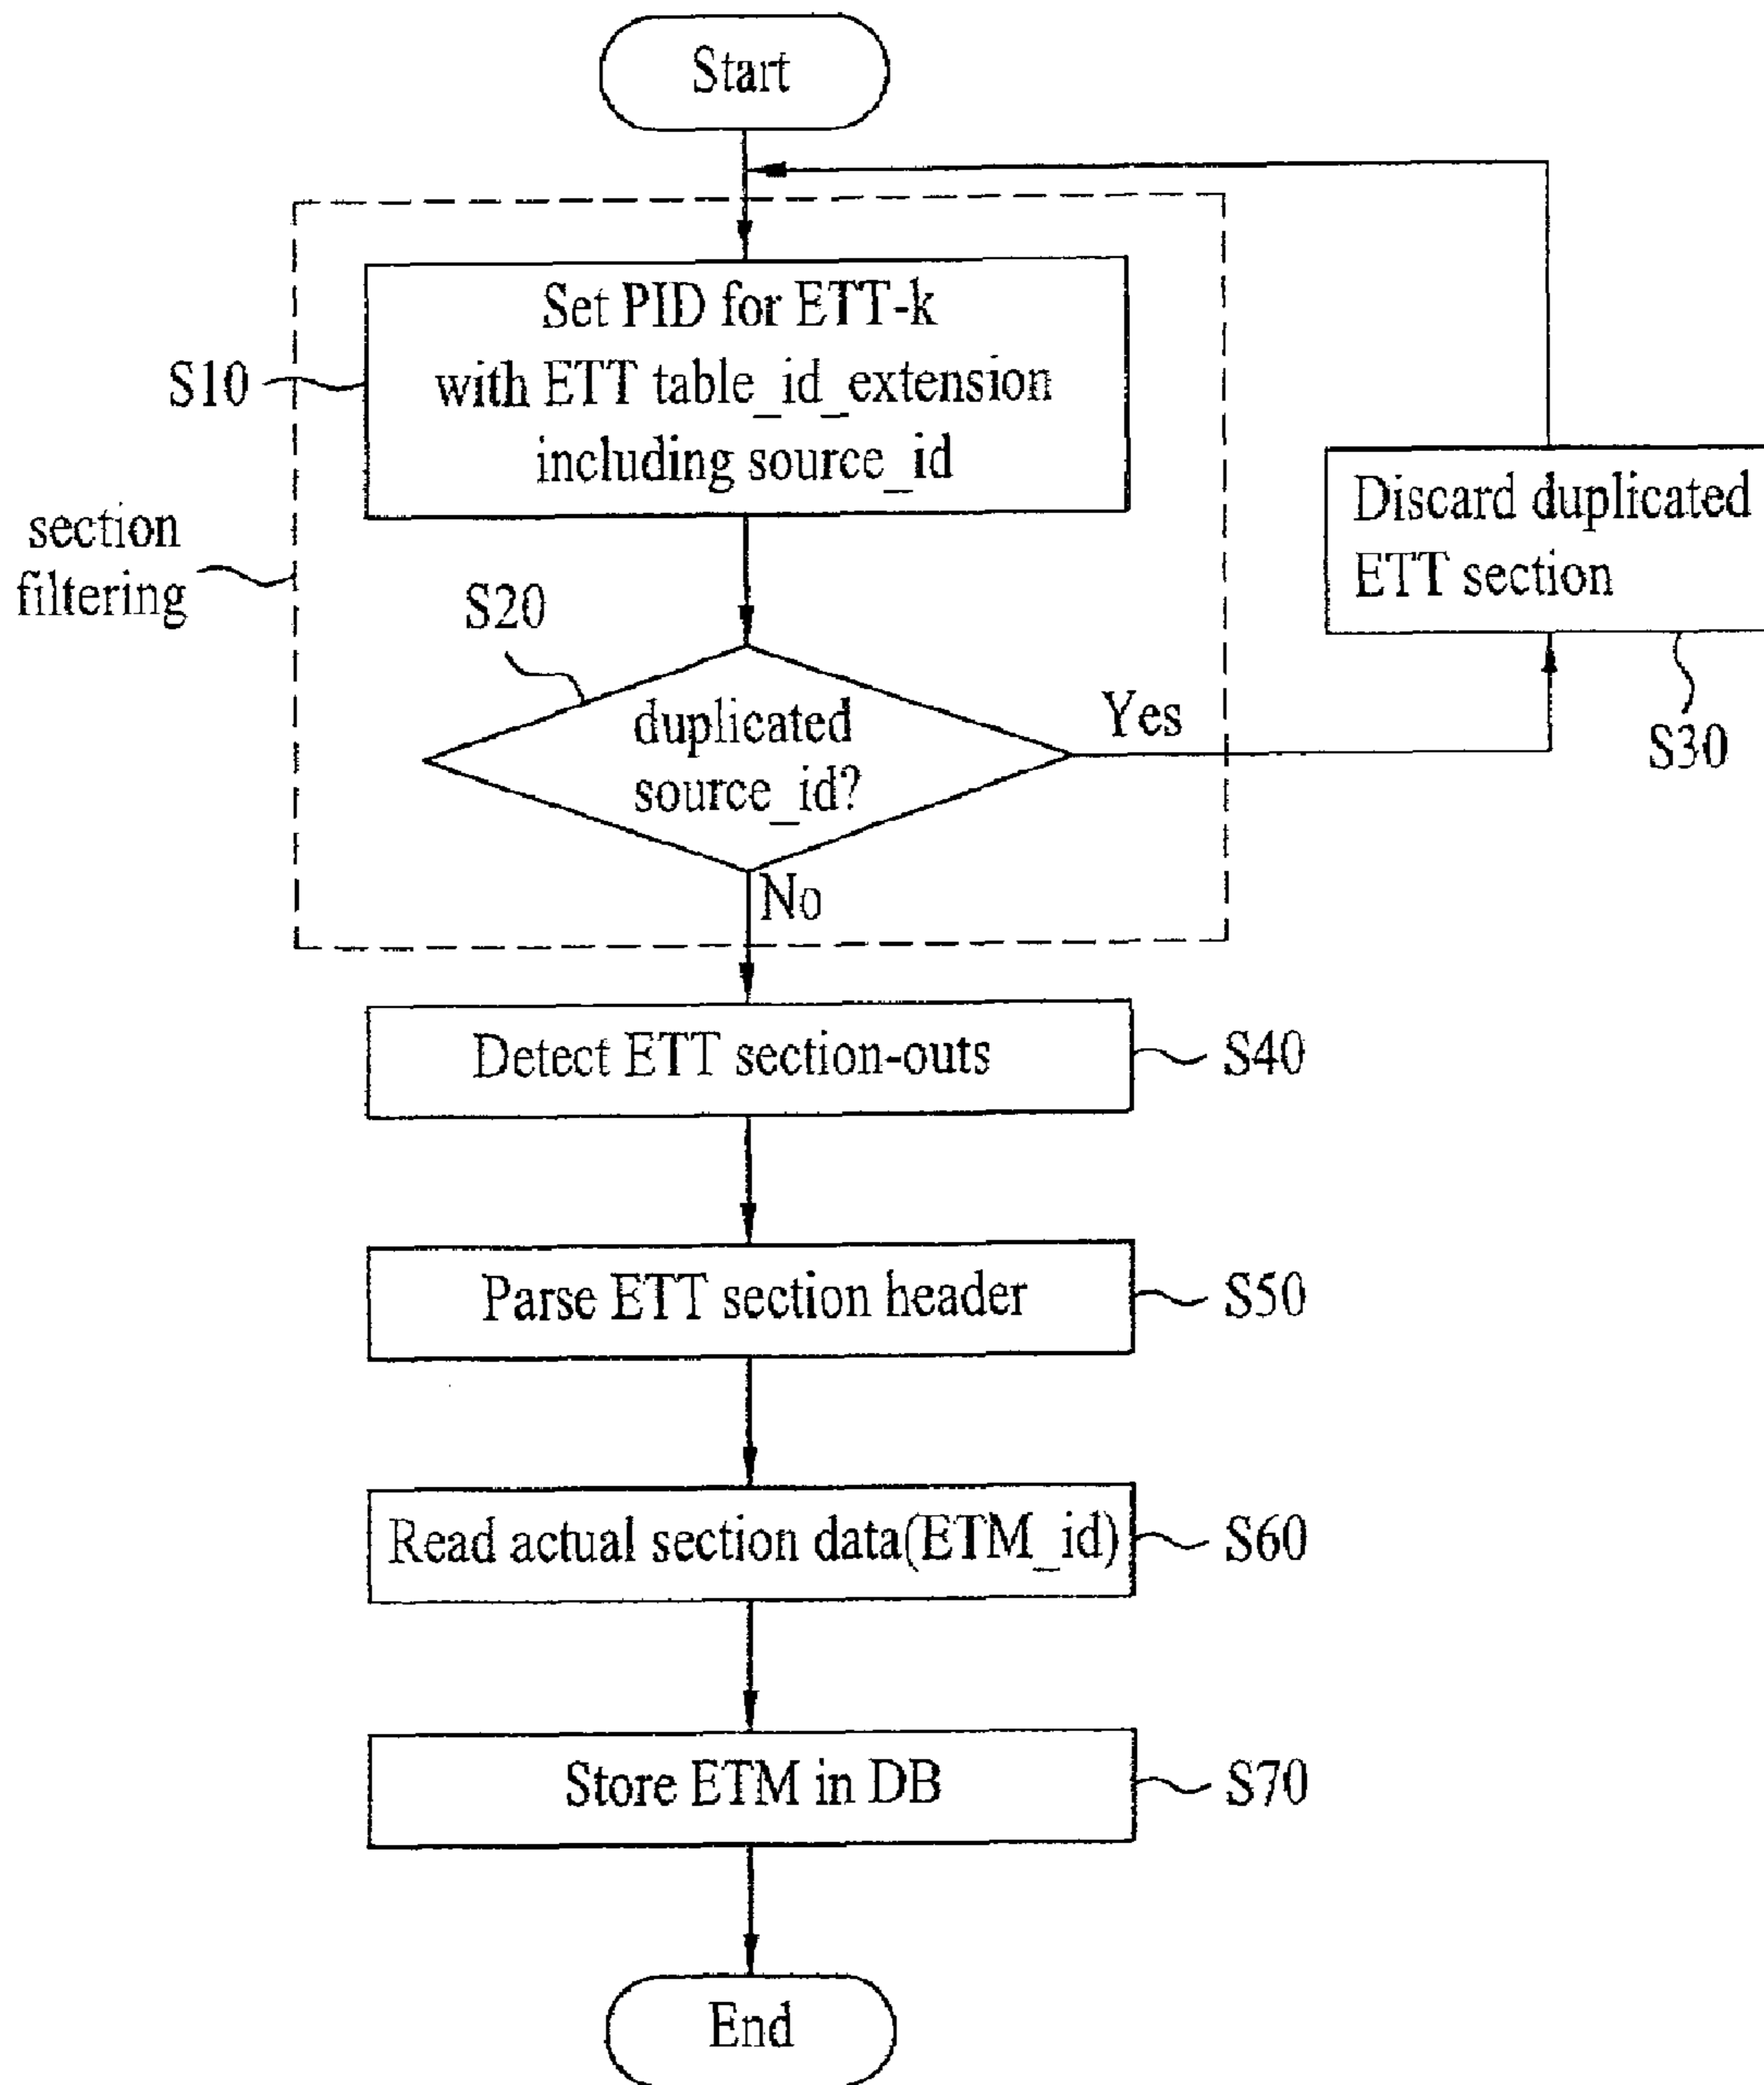 Start
Set PID for ETT-k
with ETT table_id_extension
including source_id
S10
section
filtering
Discard duplicated
ETT section
S30
S20
duplicated
source_id?
Yes
No
Detect ETT section-outs
S40
Parse ETT section header
S50
Read actual section data(ETM_id)
S60
Store ETM in DB
S70
End